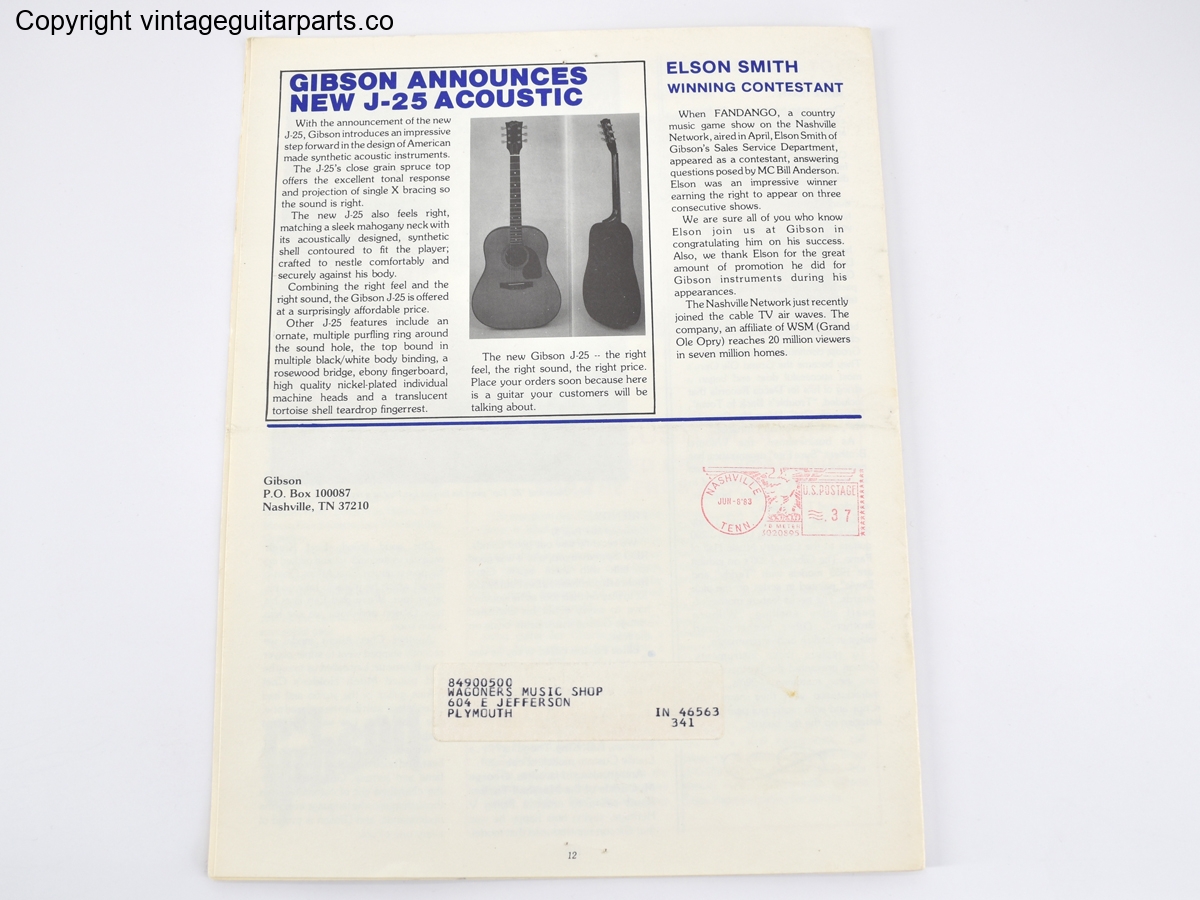 Copyright vintageguitarparts.co
GIBSON ANNOUNCES
NEW J-25 ACOUSTIC
With the announcement of the new
J-25, Gibson introduces an impressive
step forward in the design of American
made synthetic acoustic instruments.
The J-25's close grain spruce top
offers the excellent tonal response
and projection of single X bracing so
the sound is right.
The new J-25 also feels right,
matching a sleek mahogany neck with
its acoustically designed, synthetic
shell contoured to fit the player;
crafted to nestle comfortably and
securely against his body.
Combining the right feel and the
right sound, the Gibson J-25 is offered
at a surprisingly affordable price.
Other J-25 features include an
ornate, multiple purfling ring around
the sound hole, the top bound in
multiple black/white body binding, a
rosewood bridge, ebony fingerboard,
high quality nickel-plated individual
machine heads and a translucent
tortoise shell teardrop fingerrest.
The new Gibson J-25 -- the right
feel, the right sound, the right price.
Place your orders soon because here
is a guitar your customers will be
talking about.
ELSON SMITH
WINNING CONTESTANT
When FANDANGO, a country
music game show on the Nashville
Network, aired in April, Elson Smith of
Gibson's Sales Service Department,
appeared as a contestant, answering
questions posed by MC Bill Anderson.
Elson was an impressive winner
earning the right to appear on three
consecutive shows.
We are sure all of you who know
Elson join us at Gibson in
congratulating him on his success.
Also, we thank Elson for the great
amount of promotion he did for
Gibson instruments during his
appearances.
The Nashville Network just recently
joined the cable TV air waves. The
company, an affiliate of WSM (Grand
Ole Opry) reaches 20 million viewers
in seven million homes.
Gibson
P.O. Box 100087
Nashville, TN 37210
NASHVILLE
JUN-6'83
TENN
U.S. POSTAGE
.37
METER
1020895
84900500
WAGONERS MUSIC SHOP
604 E JEFFERSON
PLYMOUTH IN 46563
341
12